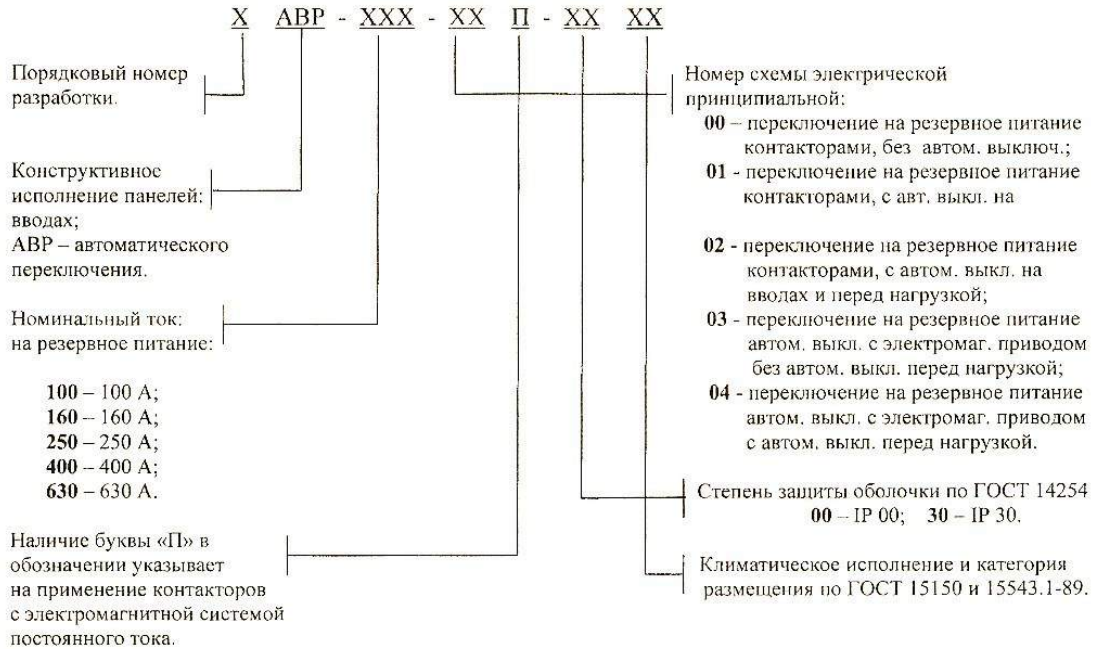 X АВР - XXX - XX П - XX XX
Порядковый номер
разработки.
Конструктивное
исполнение панелей:
вводах;
АВР – автоматического
переключения.
Номинальный ток:
на резервное питание:
100 – 100 А;
160 – 160 А;
250 – 250 А;
400 – 400 А;
630 – 630 А.
Наличие буквы «П» в
обозначении указывает
на применение контакторов
с электромагнитной системой
постоянного тока.
Номер схемы электрической
принципиальной:
00 – переключение на резервное питание
контакторами, без автом. выключ.;
01 - переключение на резервное питание
контакторами, с авт. выкл. на
02 - переключение на резервное питание
контакторами, с автом. выкл. на
вводах и перед нагрузкой;
03 - переключение на резервное питание
автом. выкл. с электромаг. приводом
без автом. выкл. перед нагрузкой;
04 - переключение на резервное питание
автом. выкл. с электромаг. приводом
с автом. выкл. перед нагрузкой.
Степень защиты оболочки по ГОСТ 14254
00 – IP 00; 30 – IP 30.
Климатическое исполнение и категория
размещения по ГОСТ 15150 и 15543.1-89.